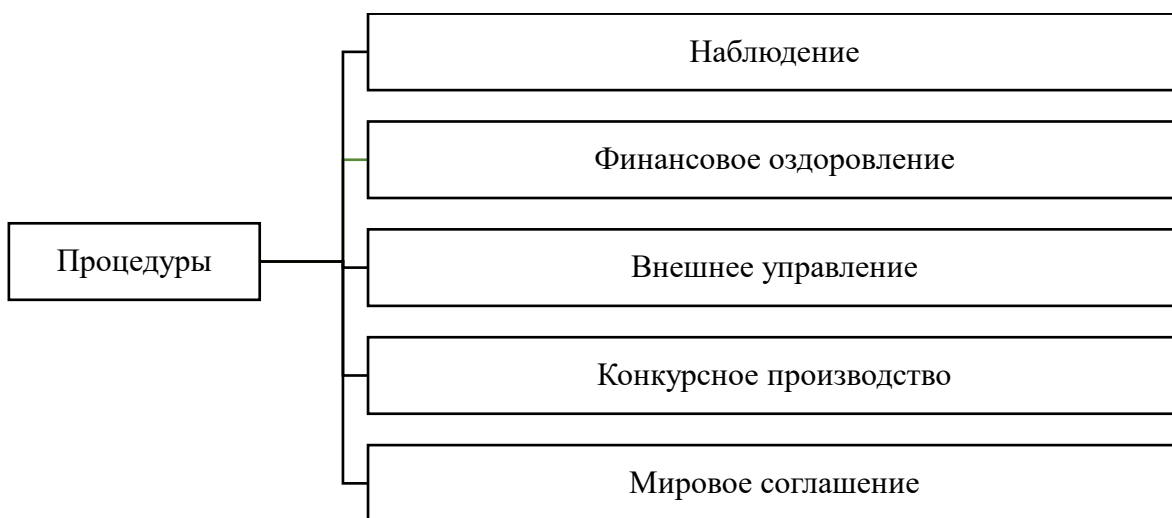 Наблюдение
Финансовое оздоровление
Процедуры
Внешнее управление
Конкурсное производство
Мировое соглашение